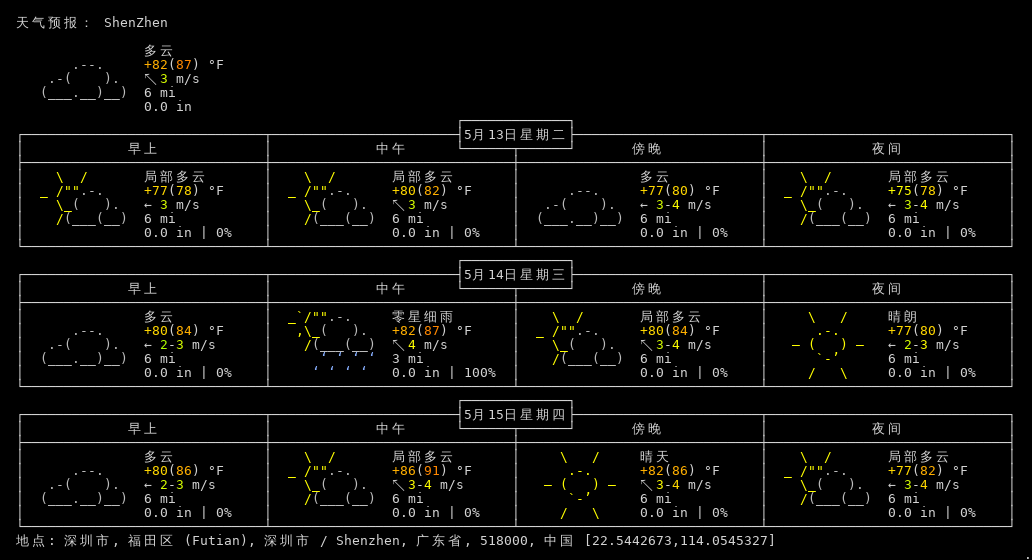 天气预报： ShenZhen
多云
+82(87) °F
↖ 3 m/s
6 mi
0.0 in
5月13日星期二
早上 中午 傍晚 夜间
局部多云 局部多云 多云 局部多云
+77(78) °F +80(82) °F +77(80) °F +75(78) °F
← 3 m/s ↖ 3 m/s ← 3-4 m/s ← 3-4 m/s
6 mi 6 mi 6 mi 6 mi
0.0 in | 0% 0.0 in | 0% 0.0 in | 0% 0.0 in | 0%
5月14日星期三
早上 中午 傍晚 夜间
多云 零星细雨 局部多云 晴朗
+80(84) °F +82(87) °F +80(84) °F +77(80) °F
← 2-3 m/s ↖ 4 m/s ↖ 3-4 m/s ← 2-3 m/s
6 mi 3 mi 6 mi 6 mi
0.0 in | 0% 0.0 in | 100% 0.0 in | 0% 0.0 in | 0%
5月15日星期四
早上 中午 傍晚 夜间
多云 局部多云 晴天 局部多云
+80(86) °F +86(91) °F +82(86) °F +77(82) °F
← 2-3 m/s ↖ 3-4 m/s ↖ 3-4 m/s ← 3-4 m/s
6 mi 6 mi 6 mi 6 mi
0.0 in | 0% 0.0 in | 0% 0.0 in | 0% 0.0 in | 0%
地点: 深圳市, 福田区 (Futian), 深圳市 / Shenzhen, 广东省, 518000, 中国 [22.5442673,114.0545327]